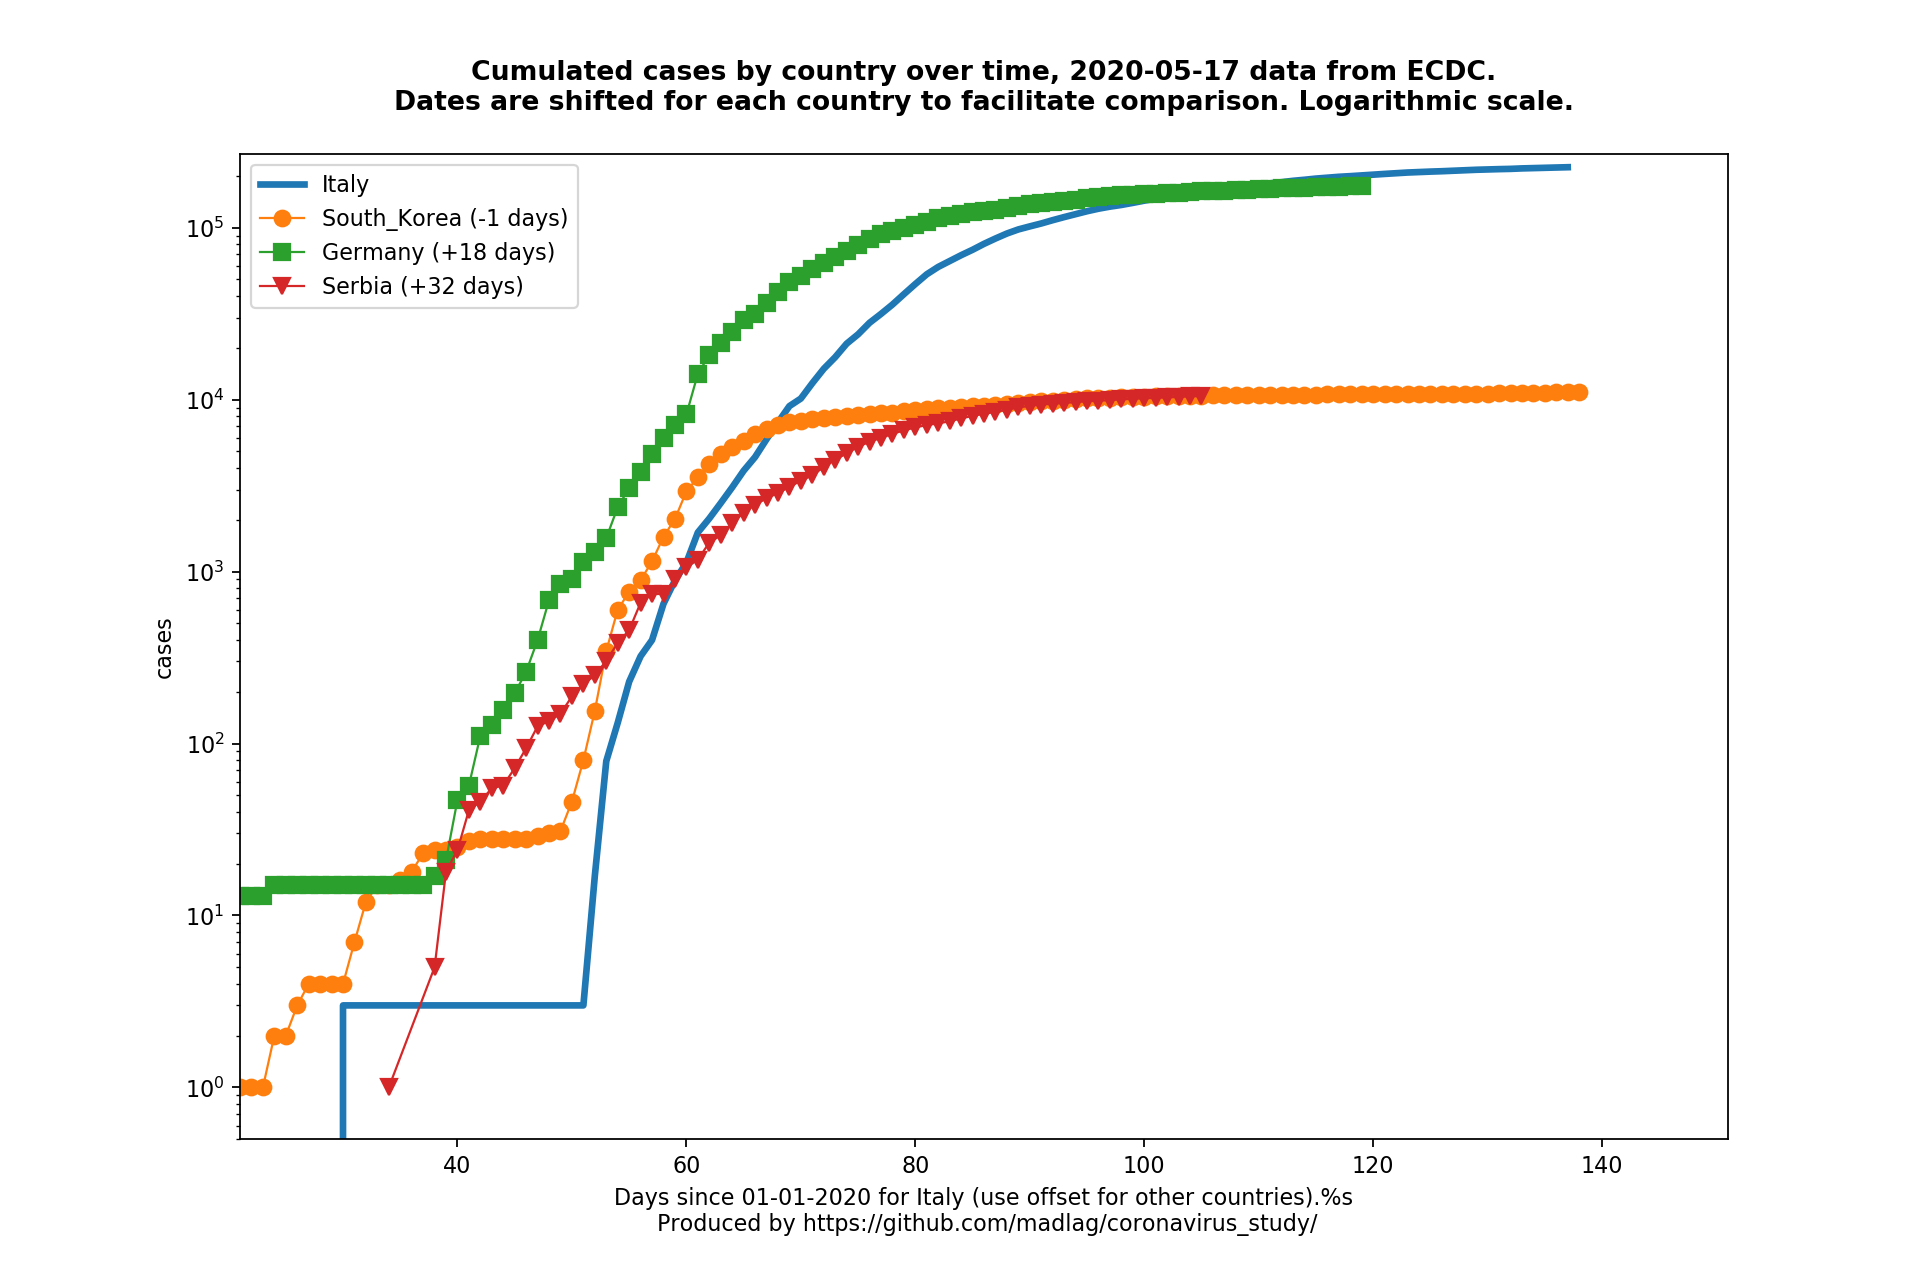 Cumulated cases by country over time, 2020-05-17 data from ECDC.
Dates are shifted for each country to facilitate comparison. Logarithmic scale.
Italy
South_Korea (-1 days)
Germany (+18 days)
Serbia (+32 days)
10^5
10^4
10^3
10^2
10^1
10^0
cases
40 60 80 100 120 140
Days since 01-01-2020 for Italy (use offset for other countries).%s
Produced by https://github.com/madlag/coronavirus_study/